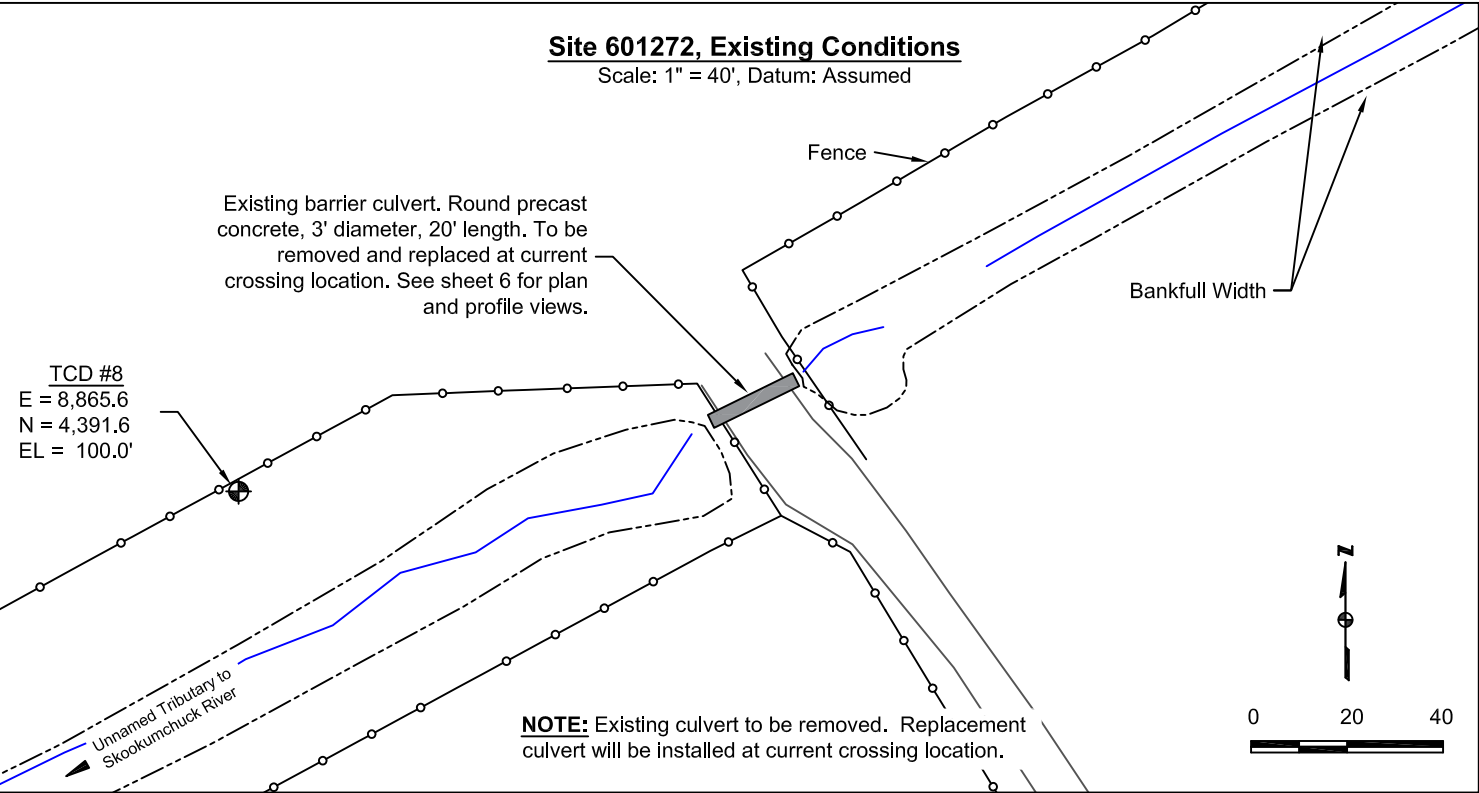 Site 601272, Existing Conditions
Scale: 1" = 40', Datum: Assumed
Fence
Existing barrier culvert. Round precast
concrete, 3' diameter, 20' length. To be
removed and replaced at current
crossing location. See sheet 6 for plan
and profile views.
Bankfull Width
TCD #8
E = 8,865.6
N = 4,391.6
EL = 100.0'
Unnamed Tributary to
Skookumchuck River
NOTE: Existing culvert to be removed. Replacement
culvert will be installed at current crossing location.
N
0 20 40